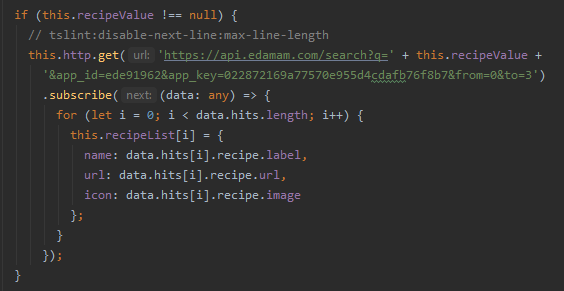 if (this.recipeValue !== null) {
// tslint:disable-next-line:max-line-length
this.http.get( url: 'https://api.edamam.com/search?q=' + this.recipeValue +
'&app_id=ede91962&app_key=022872169a77570e955d4cdafb76f8b7&from=0&to=3')
.subscribe( next: (data: any) => {
for (let i = 0; i < data.hits.length; i++) {
this.recipeList[i] = {
name: data.hits[i].recipe.label,
url: data.hits[i].recipe.url,
icon: data.hits[i].recipe.image
};
}
});
}